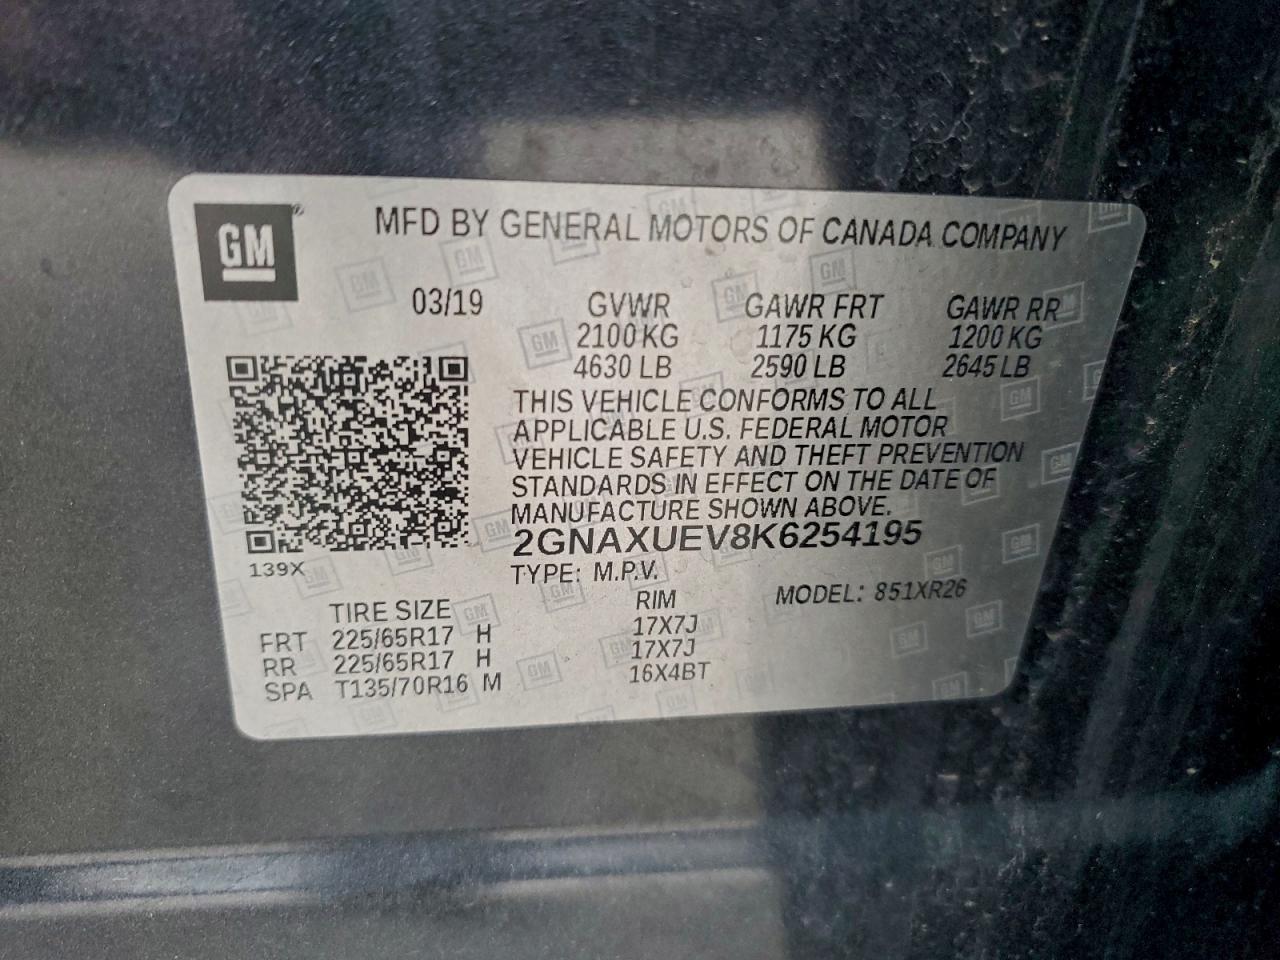 GM®
MFD BY GENERAL MOTORS OF CANADA COMPANY
03/19 GVWR GAWR FRT GAWR RR
2100 KG 1175 KG 1200 KG
4630 LB 2590 LB 2645 LB
THIS VEHICLE CONFORMS TO ALL
APPLICABLE U.S. FEDERAL MOTOR
VEHICLE SAFETY AND THEFT PREVENTION
STANDARDS IN EFFECT ON THE DATE OF
MANUFACTURE SHOWN ABOVE.
2GNAXUEV8K6254195
139X
TYPE: M.P.V. MODEL: 851XR26
TIRE SIZE RIM
FRT 225/65R17 H 17X7J
RR 225/65R17 H 17X7J
SPA T135/70R16 M 16X4BT